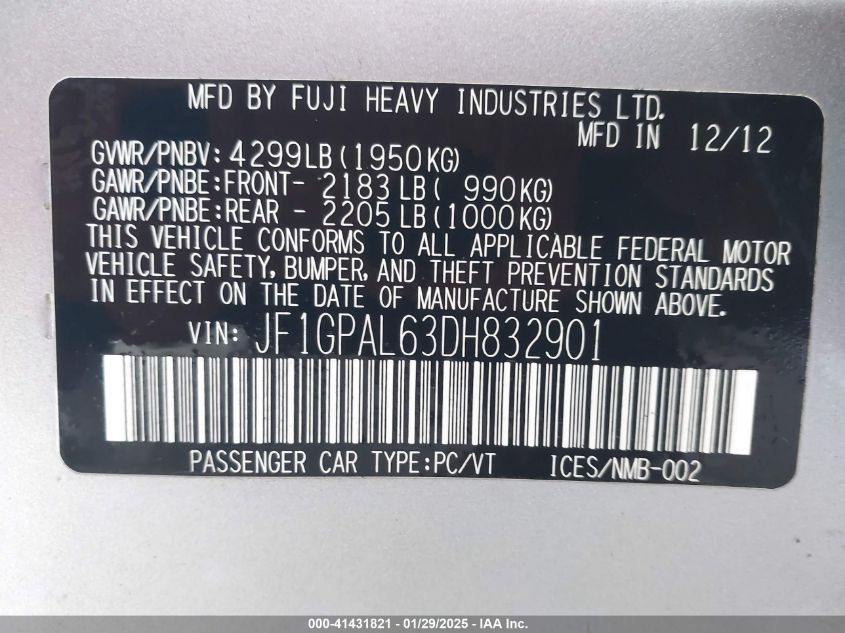 MFD BY FUJI HEAVY INDUSTRIES LTD.
MFD IN 12/12
GVWR/PNBV: 4299LB(1950KG)
GAWR/PNBE:FRONT- 2183 LB( 990KG)
GAWR/PNBE:REAR - 2205 LB(1000KG)
THIS VEHICLE CONFORMS TO ALL APPLICABLE FEDERAL MOTOR
VEHICLE SAFETY, BUMPER, AND THEFT PREVENTION STANDARDS
IN EFFECT ON THE DATE OF MANUFACTURE SHOWN ABOVE.
VIN: JF1GPAL63DH832901
PASSENGER CAR TYPE:PC/VT ICES/NMB-002
000-41431821 - 01/29/2025 - IAA Inc.